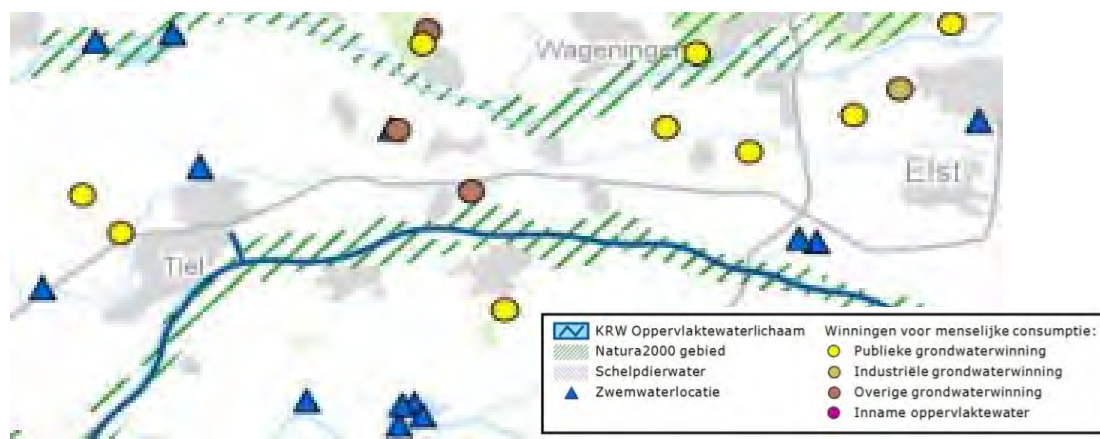 Wageningen
Elst
Tiel
KRW Oppervlaktewaterlichaam
Natura2000 gebied
Schelpdierwater
Zwemwaterlocatie
Winningen voor menselijke consumptie:
Publieke grondwaterwinning
Industriële grondwaterwinning
Overige grondwaterwinning
Inname oppervlaktewater